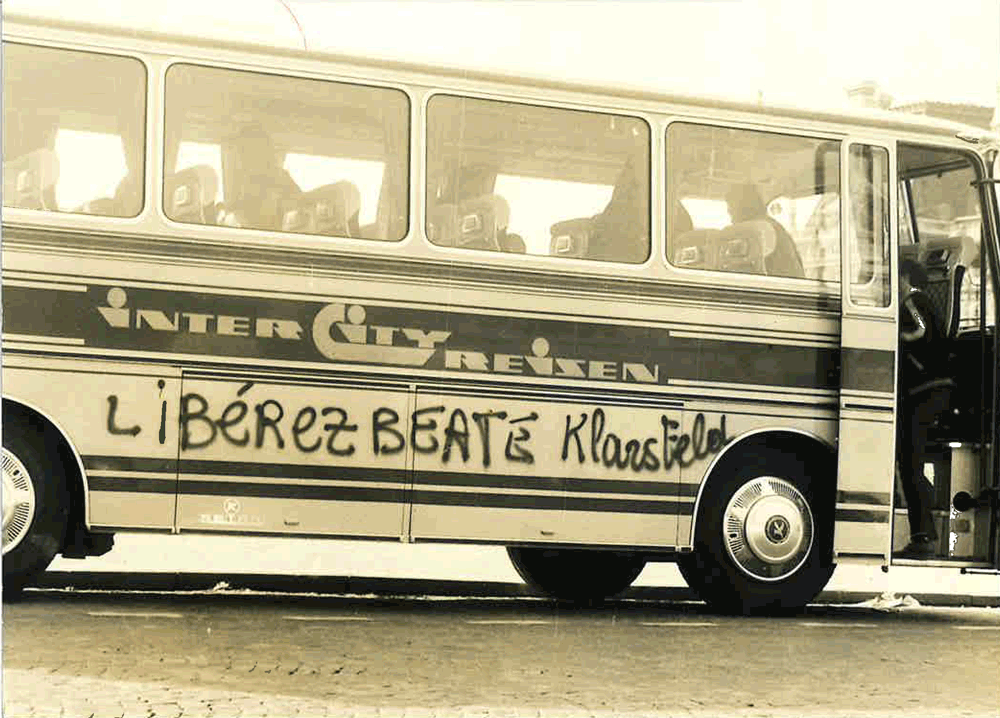 INTER CITY REISEN
LiBéRez BEATÉ KlarsFeld